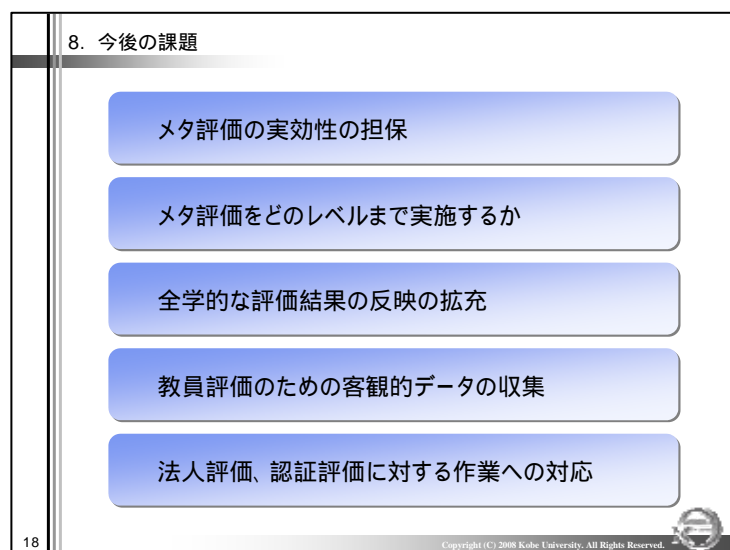 8. 今後の課題
メタ評価の実効性の担保
メタ評価をどのレベルまで実施するか
全学的な評価結果の反映の拡充
教員評価のための客観的データの収集
法人評価、認証評価に対する作業への対応
18
Copyright (C) 2008 Kobe University. All Rights Reserved.